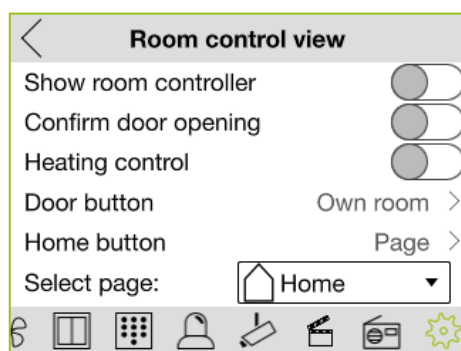 Room control view
Show room controller
Confirm door opening
Heating control
Door button Own room
Home button Page
Select page: Home